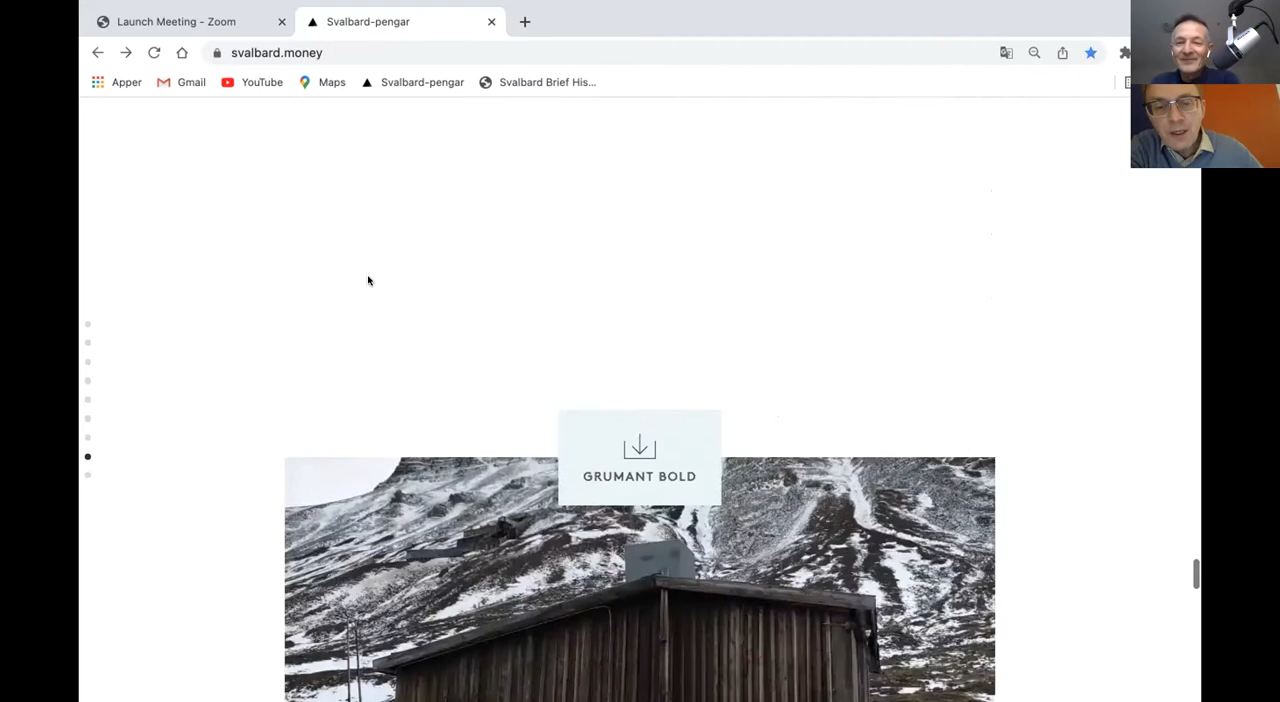 Launch Meeting - Zoom
Svalbard-pengar
svalbard.money
Apper
Gmail
YouTube
Maps
Svalbard-pengar
Svalbard Brief His...
GRUMANT BOLD